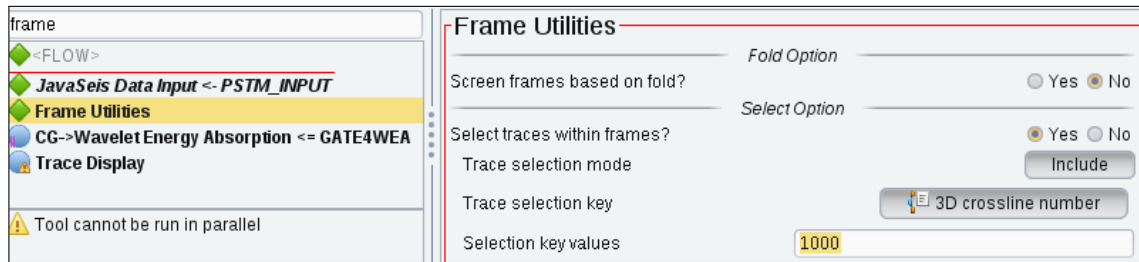 frame
<FLOW>
JavaSeis Data Input <- PSTM_INPUT
Frame Utilities
CG->Wavelet Energy Absorption <= GATE4WEA
Trace Display
Tool cannot be run in parallel
Frame Utilities
Fold Option
Screen frames based on fold? Yes No
Select Option
Select traces within frames? Yes No
Trace selection mode Include
Trace selection key 3D crossline number
Selection key values 1000